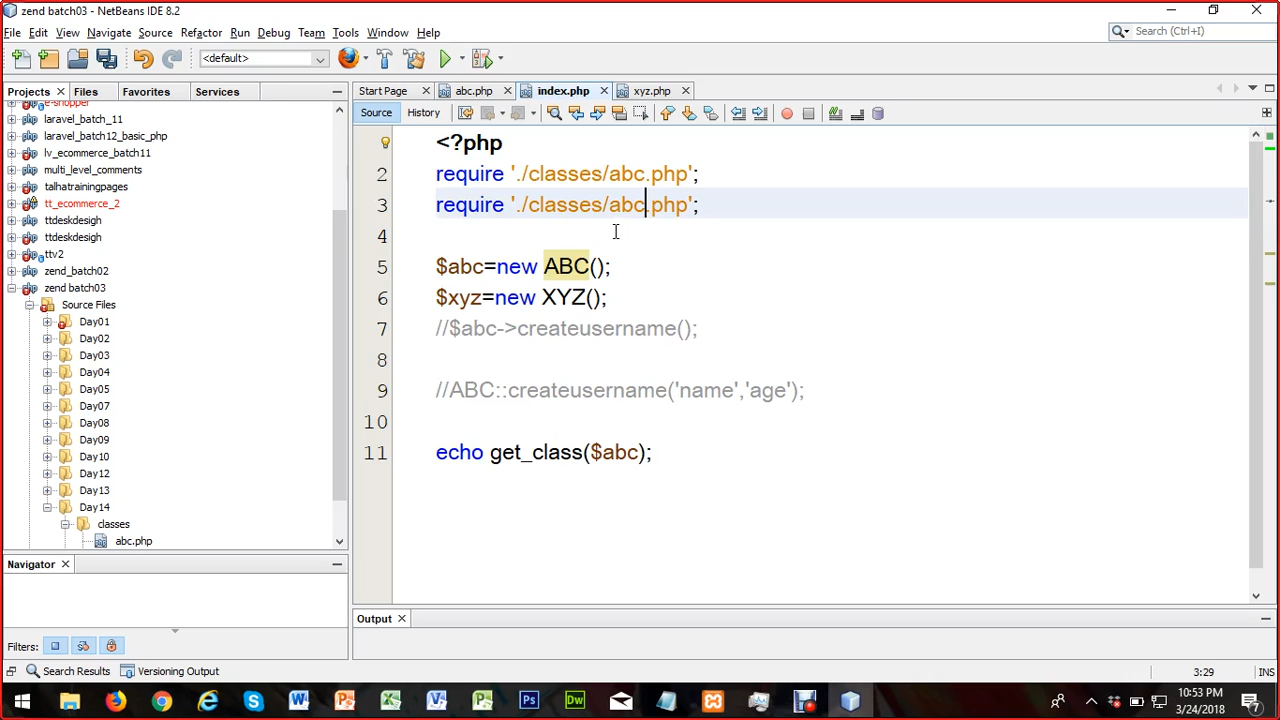 zend batch03 - NetBeans IDE 8.2
File Edit View Navigate Source Refactor Run Debug Team Tools Window Help
Search (Ctrl+I)
<default>
Projects Files Favorites Services
Start Page abc.php index.php xyz.php
Source History
e-shopper
laravel_batch_11
laravel_batch12_basic_php
lv_ecommerce_batch11
multi_level_comments
talhatrainingpages
tt_ecommerce_2
ttdeskdesigh
ttdeskdesigh
ttv2
zend_batch02
zend batch03
Source Files
Day01
Day02
Day03
Day04
Day05
Day07
Day08
Day09
Day10
Day12
Day13
Day14
classes
abc.php
<?php
2 require './classes/abc.php';
3 require './classes/abc.php';
4
5 $abc=new ABC();
6 $xyz=new XYZ();
7 //$abc->createusername();
8
9 //ABC::createusername('name','age');
10
11 echo get_class($abc);
Navigator
Filters:
Output
Search Results Versioning Output
3:29 INS
10:53 PM
3/24/2018
7